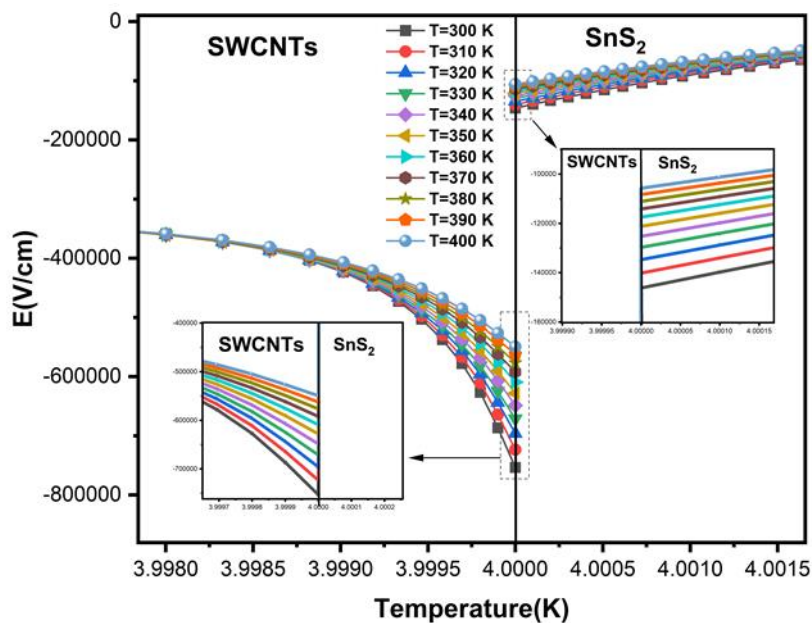 SWCNTs
SnS2
T=300 K
T=310 K
T=320 K
T=330 K
T=340 K
T=350 K
T=360 K
T=370 K
T=380 K
T=390 K
T=400 K
0
-200000
-400000
-600000
-800000
E(V/cm)
SWCNTs SnS2
-100000
-120000
-140000
-160000
3.99990 3.99995 4.00000 4.00005 4.00010 4.00015
SWCNTs SnS2
-400000
-500000
-600000
-700000
3.9997 3.9998 3.9999 4.0000 4.0001 4.0002
3.9980 3.9985 3.9990 3.9995 4.0000 4.0005 4.0010 4.0015
Temperature(K)